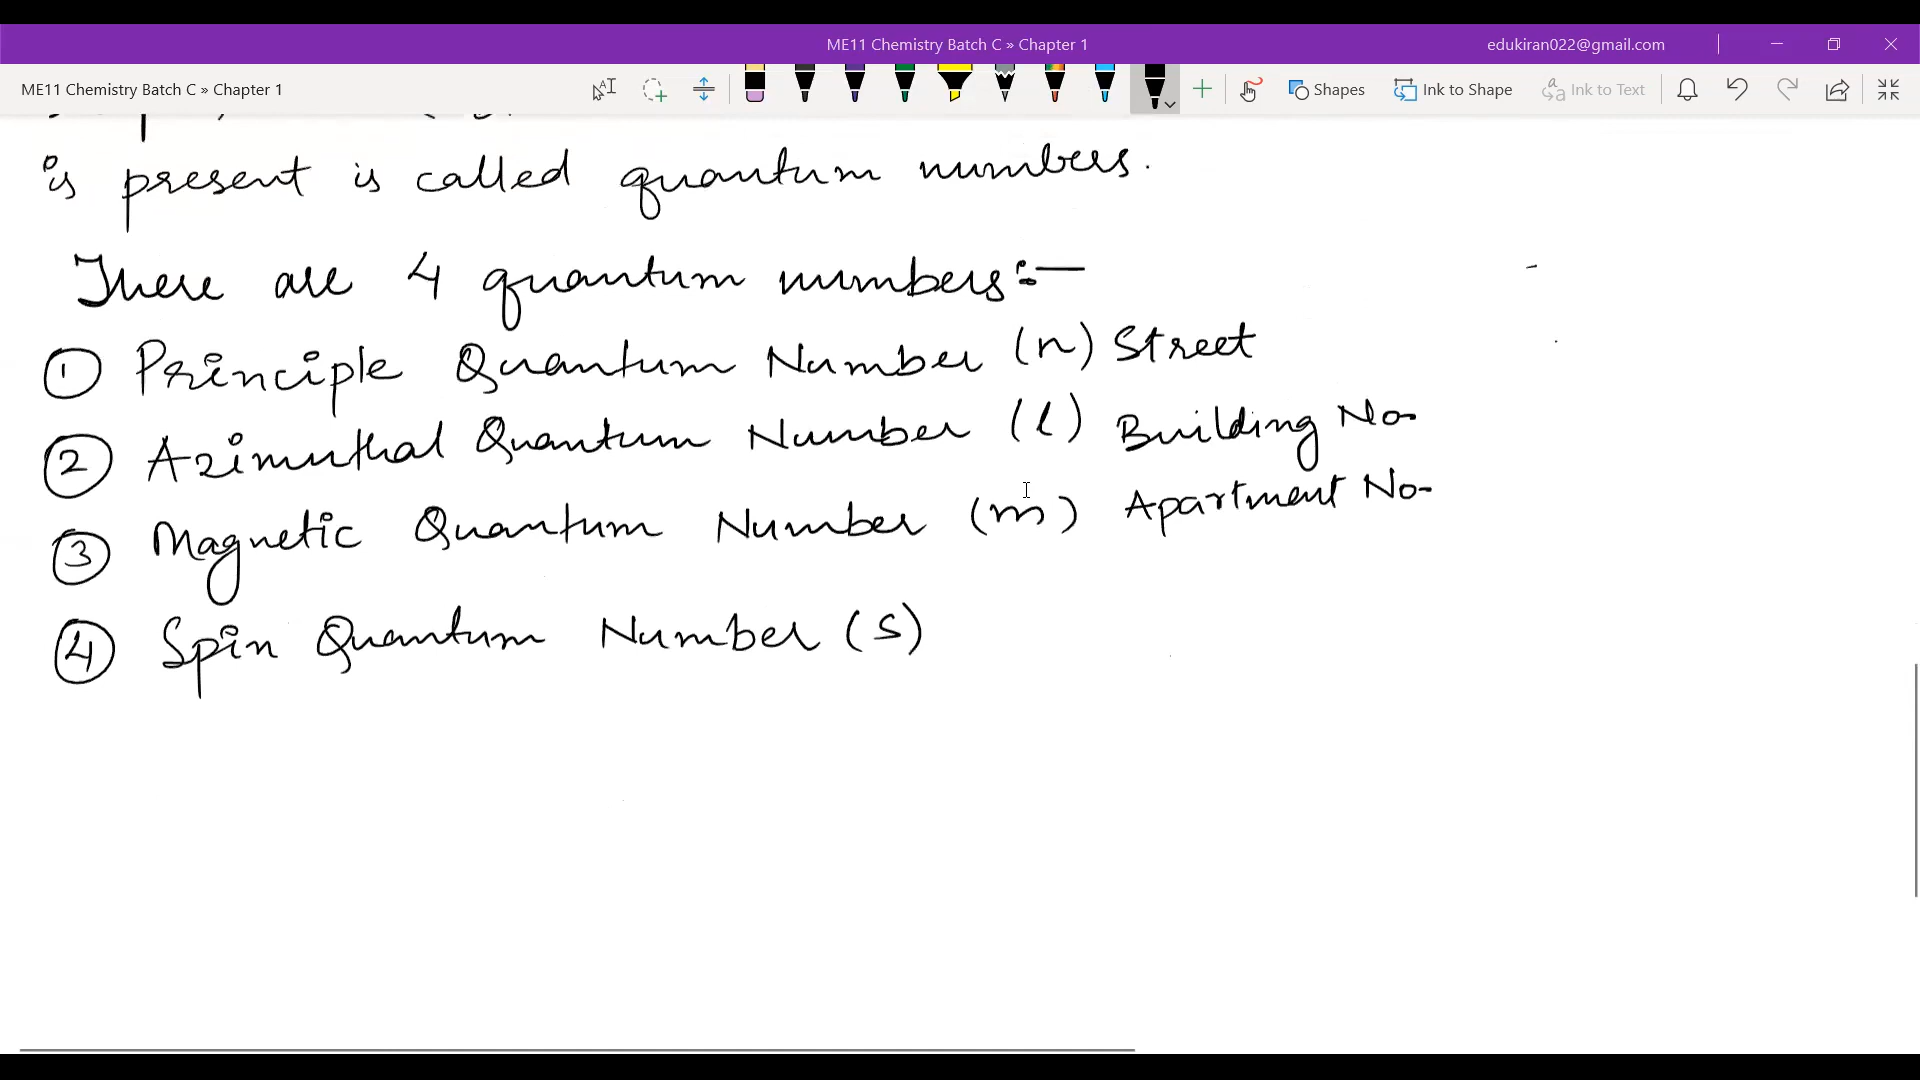 ME11 Chemistry Batch C » Chapter 1
edukiran022@gmail.com
ME11 Chemistry Batch C » Chapter 1
Shapes
Ink to Shape
Ink to Text
is present is called quantum numbers.
There are 4 quantum numbers:—
① Principle Quantum Number (n) Street
② Azimuthal Quantum Number (l) Building No-
③ Magnetic Quantum Number (m) Apartment No-
④ Spin Quantum Number (s)